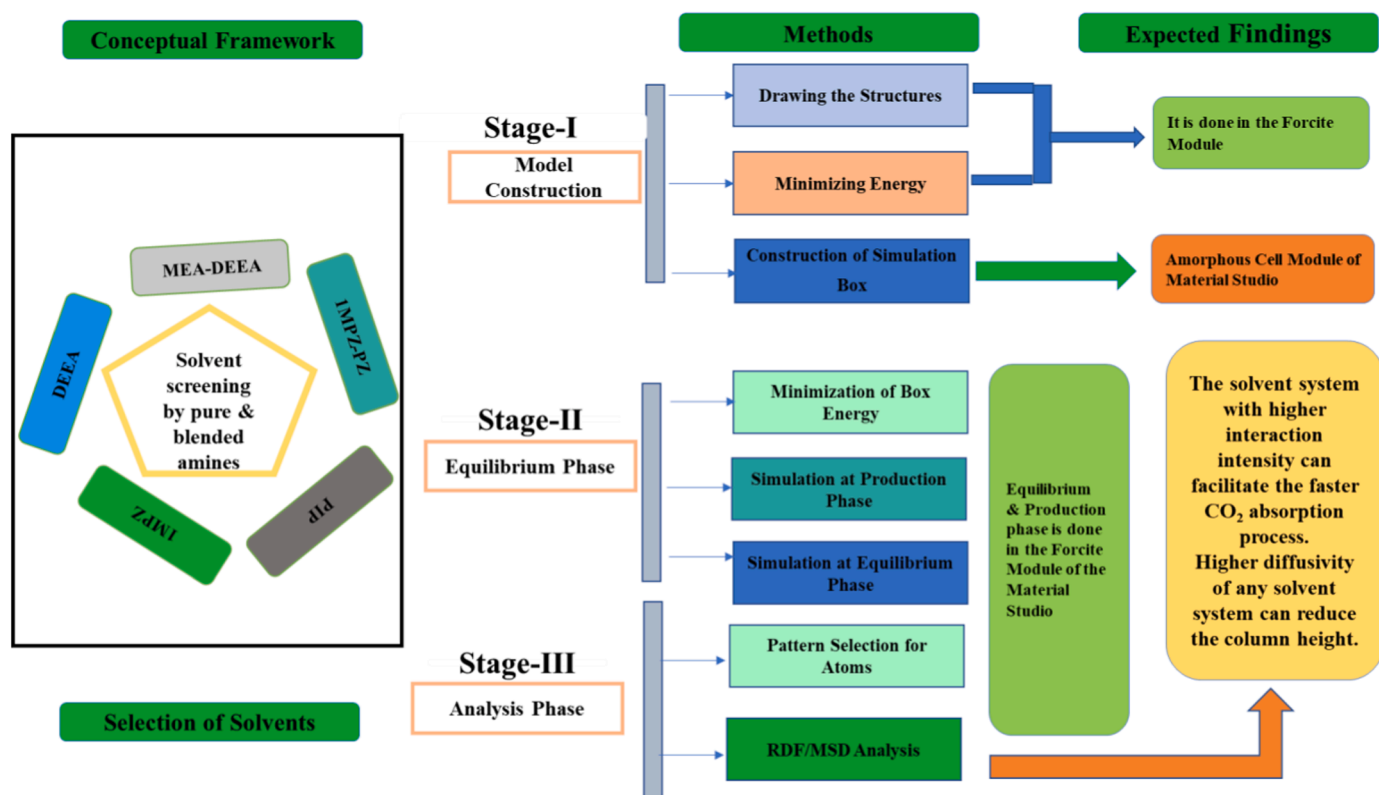 Conceptual Framework
MEA-DEEA
DEEA
1MPZ-PZ
Solvent
screening
by pure &
blended
amines
1MPZ
PIP
Selection of Solvents
Methods
Stage-I
Model
Construction
Drawing the Structures
Minimizing Energy
Construction of Simulation
Box
Stage-II
Equilibrium Phase
Minimization of Box
Energy
Simulation at Production
Phase
Simulation at Equilibrium
Phase
Stage-III
Analysis Phase
Pattern Selection for
Atoms
RDF/MSD Analysis
Expected Findings
It is done in the Forcite
Module
Amorphous Cell Module of
Material Studio
Equilibrium
& Production
phase is done
in the Forcite
Module of the
Material
Studio
The solvent system
with higher
interaction
intensity can
facilitate the faster
CO₂ absorption
process.
Higher diffusivity
of any solvent
system can reduce
the column height.